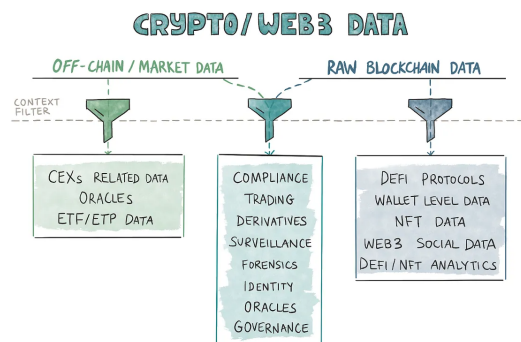 CRYPTO/WEB3 DATA
OFF-CHAIN/MARKET DATA
RAW BLOCKCHAIN DATA
CONTEXT
FILTER
CEXs RELATED DATA
ORACLES
ETF/ETP DATA
COMPLIANCE
TRADING
DERIVATIVES
SURVEILLANCE
FORENSICS
IDENTITY
ORACLES
GOVERNANCE
DEFI PROTOCOLS
WALLET LEVEL DATA
NFT DATA
WEB3 SOCIAL DATA
DEFI/NFT ANALYTICS